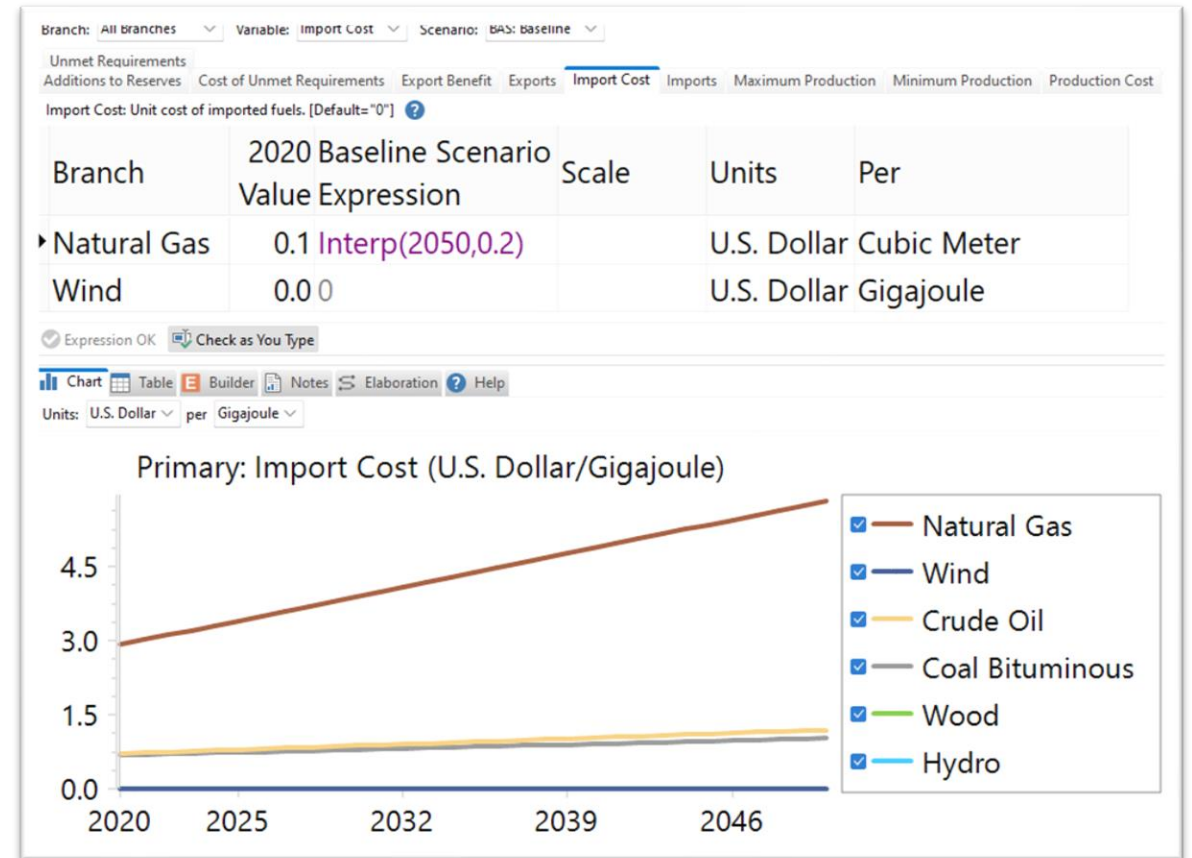 Branch: All Branches Variable: Import Cost Scenario: BAS: Baseline
Unmet Requirements
Additions to Reserves Cost of Unmet Requirements Export Benefit Exports Import Cost Imports Maximum Production Minimum Production Production Cost
Import Cost: Unit cost of imported fuels. [Default="0"] ?
Branch 2020 Value Baseline Scenario Expression Scale Units Per
Natural Gas 0.1 Interp(2050,0.2) U.S. Dollar Cubic Meter
Wind 0.0 0 U.S. Dollar Gigajoule
Expression OK Check as You Type
Chart Table E Builder Notes Elaboration ? Help
Units: U.S. Dollar per Gigajoule
Primary: Import Cost (U.S. Dollar/Gigajoule)
4.5
3.0
1.5
0.0
2020 2025 2032 2039 2046
Natural Gas
Wind
Crude Oil
Coal Bituminous
Wood
Hydro